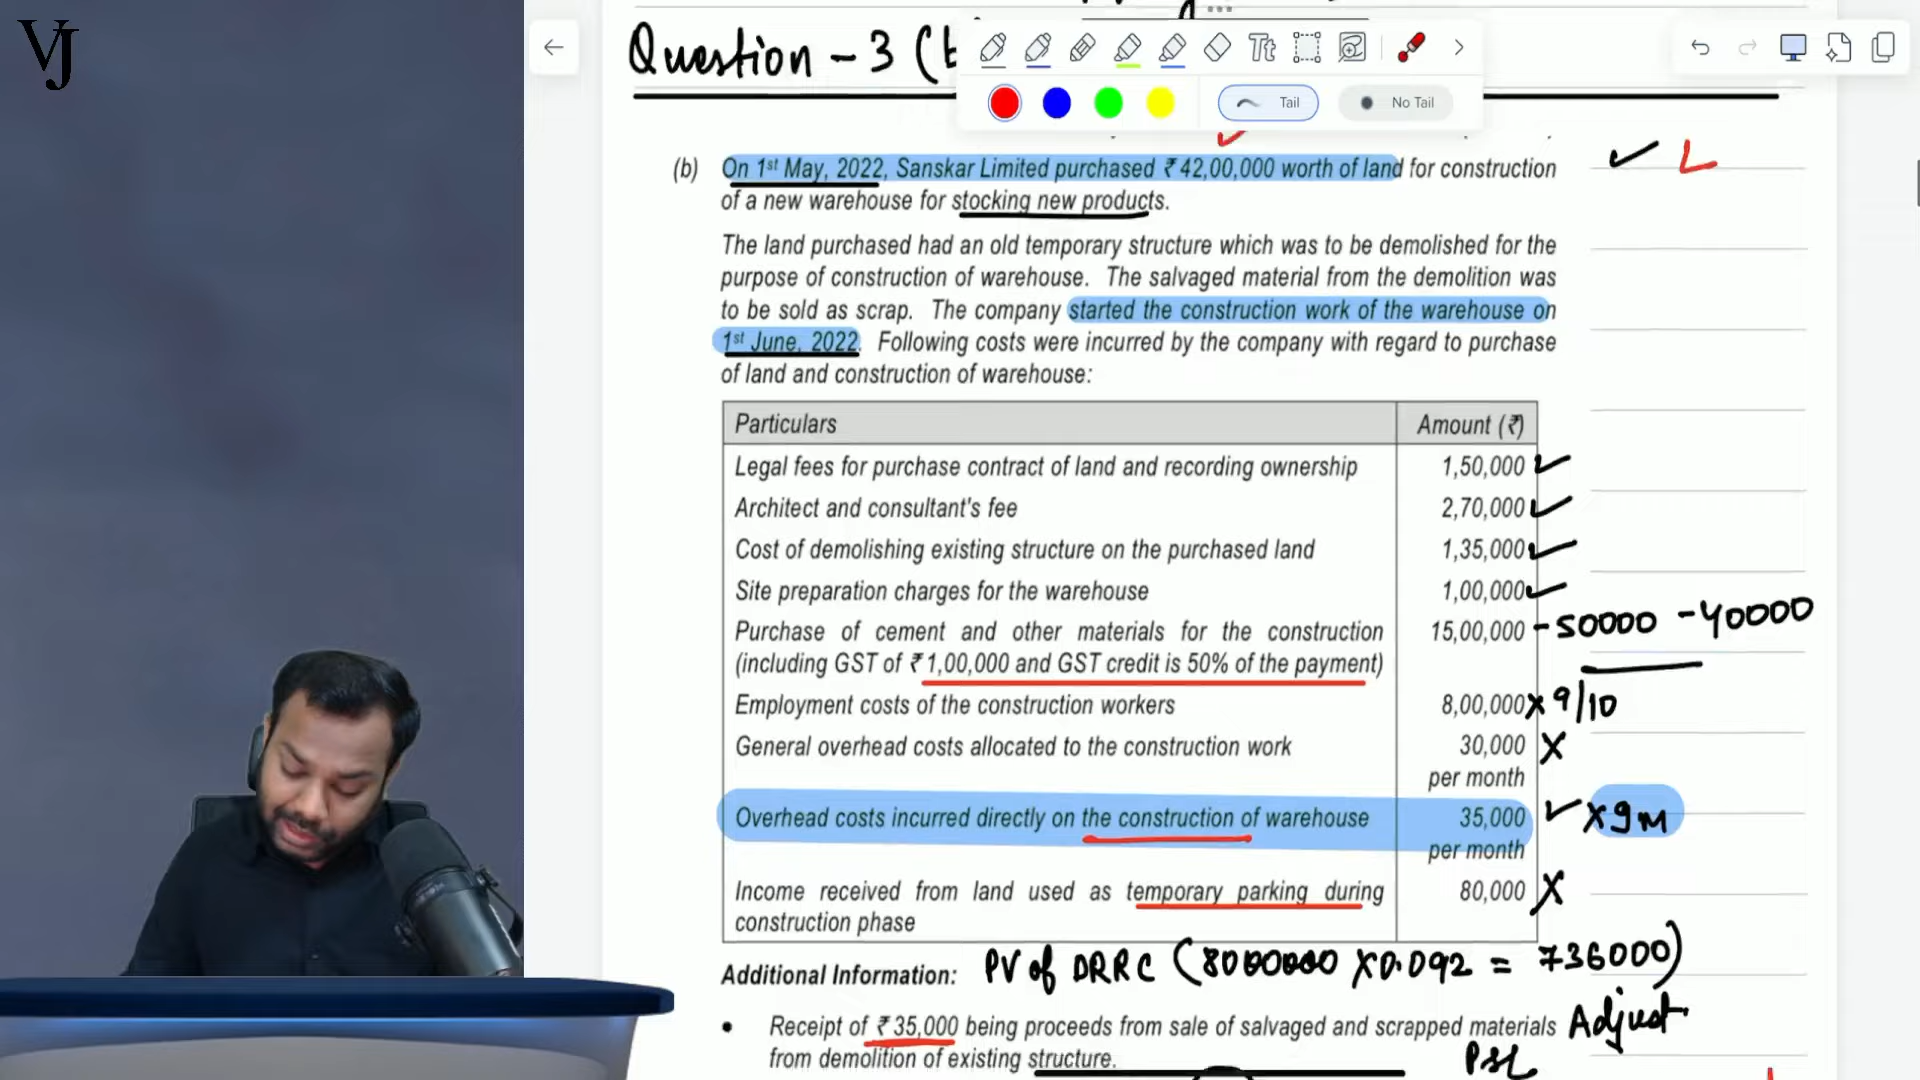 VJ
Question - 3 (b
Tt
Tail
No Tail
(b) On 1st May, 2022, Sanskar Limited purchased ₹ 42,00,000 worth of land for construction
of a new warehouse for stocking new products.
L
The land purchased had an old temporary structure which was to be demolished for the
purpose of construction of warehouse. The salvaged material from the demolition was
to be sold as scrap. The company started the construction work of the warehouse on
1st June, 2022. Following costs were incurred by the company with regard to purchase
of land and construction of warehouse:
Particulars Amount (₹)
Legal fees for purchase contract of land and recording ownership 1,50,000
Architect and consultant's fee 2,70,000
Cost of demolishing existing structure on the purchased land 1,35,000
Site preparation charges for the warehouse 1,00,000
Purchase of cement and other materials for the construction 15,00,000 -50000 -40000
(including GST of ₹ 1,00,000 and GST credit is 50% of the payment)
Employment costs of the construction workers 8,00,000 x 9/10
General overhead costs allocated to the construction work 30,000 X
per month
Overhead costs incurred directly on the construction of warehouse 35,000 x 9m
per month
Income received from land used as temporary parking during 80,000 X
construction phase
Additional Information: PV of DRRC (8000000 x 0.092 = 736000)
Receipt of ₹ 35,000 being proceeds from sale of salvaged and scrapped materials Adjust
from demolition of existing structure. P&L